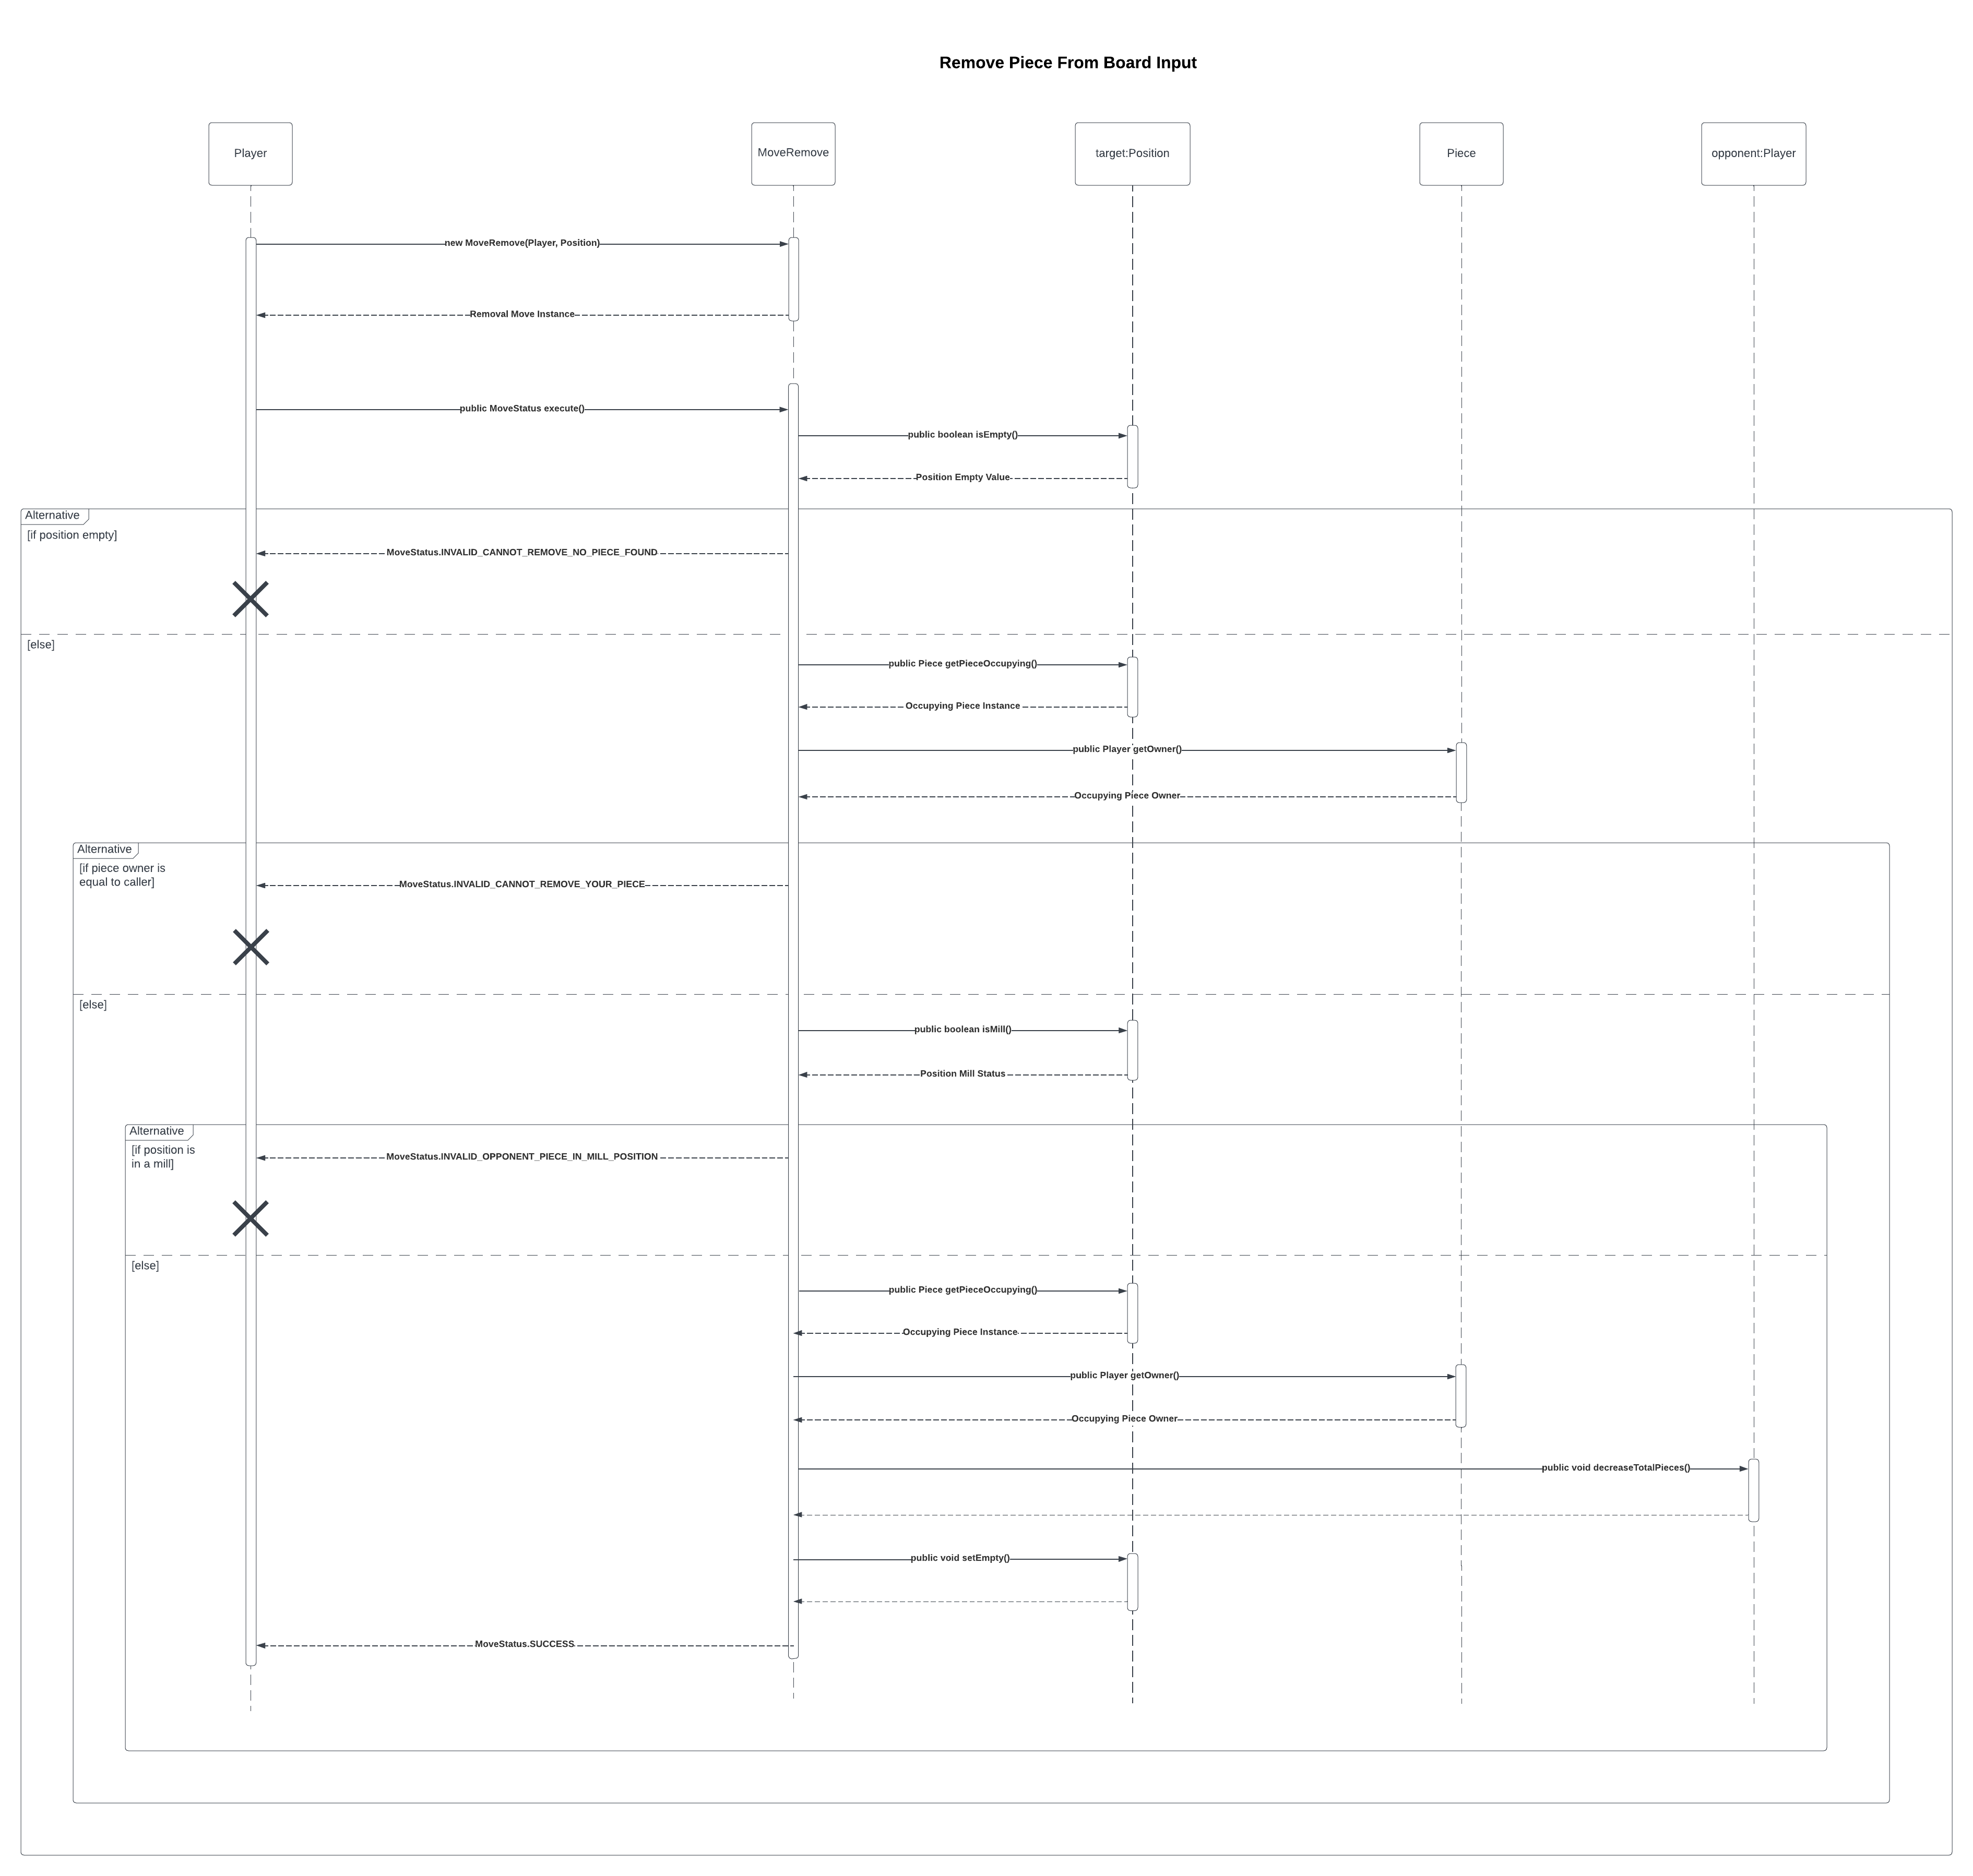 Remove Piece From Board Input
Player
MoveRemove
target:Position
Piece
opponent:Player
new MoveRemove(Player, Position)
Removal Move Instance
public MoveStatus execute()
public boolean isEmpty()
Position Empty Value
Alternative
[if position empty]
MoveStatus.INVALID_CANNOT_REMOVE_NO_PIECE_FOUND
[else]
public Piece getPieceOccupying()
Occupying Piece Instance
public Player getOwner()
Occupying Piece Owner
Alternative
[if piece owner is
equal to caller]
MoveStatus.INVALID_CANNOT_REMOVE_YOUR_PIECE
[else]
public boolean isMill()
Position Mill Status
Alternative
[if position is
in a mill]
MoveStatus.INVALID_OPPONENT_PIECE_IN_MILL_POSITION
[else]
public Piece getPieceOccupying()
Occupying Piece Instance
public Player getOwner()
Occupying Piece Owner
public void decreaseTotalPieces()
public void setEmpty()
MoveStatus.SUCCESS